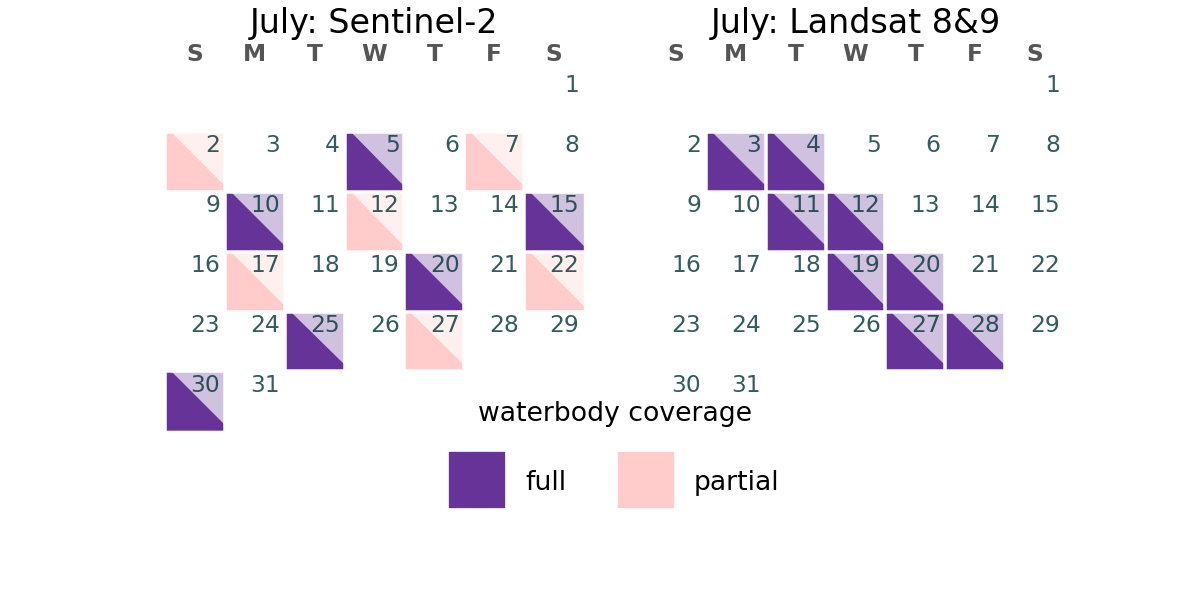 July: Sentinel-2
S M T W T F S
1
2 3 4 5 6 7 8
9 10 11 12 13 14 15
16 17 18 19 20 21 22
23 24 25 26 27 28 29
30 31
July: Landsat 8&9
S M T W T F S
1
2 3 4 5 6 7 8
9 10 11 12 13 14 15
16 17 18 19 20 21 22
23 24 25 26 27 28 29
30 31
waterbody coverage
full partial